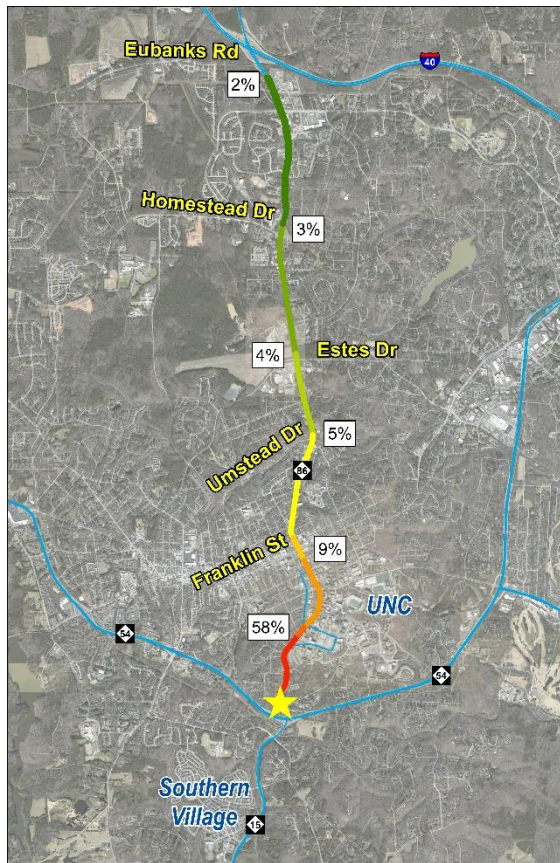 Eubanks Rd
40
2%
Homestead Dr
3%
Estes Dr
4%
Umstead Dr
5%
86
Franklin St
9%
UNC
58%
54
54
Southern
Village
15